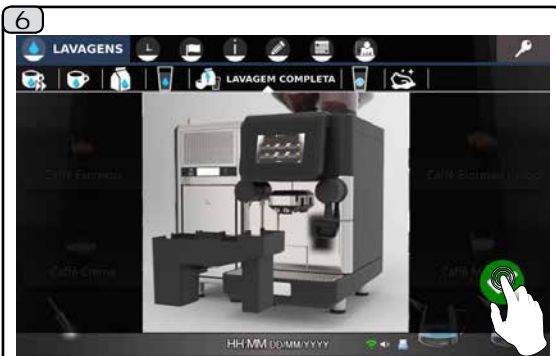 6
LAVAGENS
LAVAGEM COMPLETA
Caffè Espresso
Caffè Crema
HH:MM DD/MM/YYYY